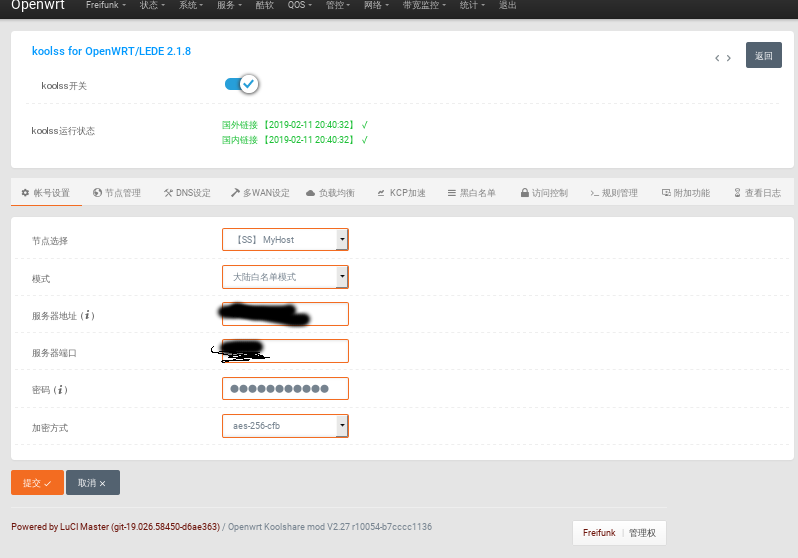 Openwrt Freifunk 状态 系统 服务 酷软 QOS 管控 网络 带宽监控 统计 退出
koolss for OpenWRT/LEDE 2.1.8
返回
koolss开关
koolss运行状态
国外链接 【2019-02-11 20:40:32】 √
国内链接 【2019-02-11 20:40:32】 √
帐号设置 节点管理 DNS设定 多WAN设定 负载均衡 KCP加速 黑白名单 访问控制 规则管理 附加功能 查看日志
节点选择 【SS】 MyHost
模式 大陆白名单模式
服务器地址 ( i )
服务器端口
密码 ( i ) ●●●●●●●●●●●
加密方式 aes-256-cfb
提交 取消
Powered by LuCI Master (git-19.026.58450-d6ae363) / Openwrt Koolshare mod V2.27 r10054-b7cccc1136
Freifunk | 管理权